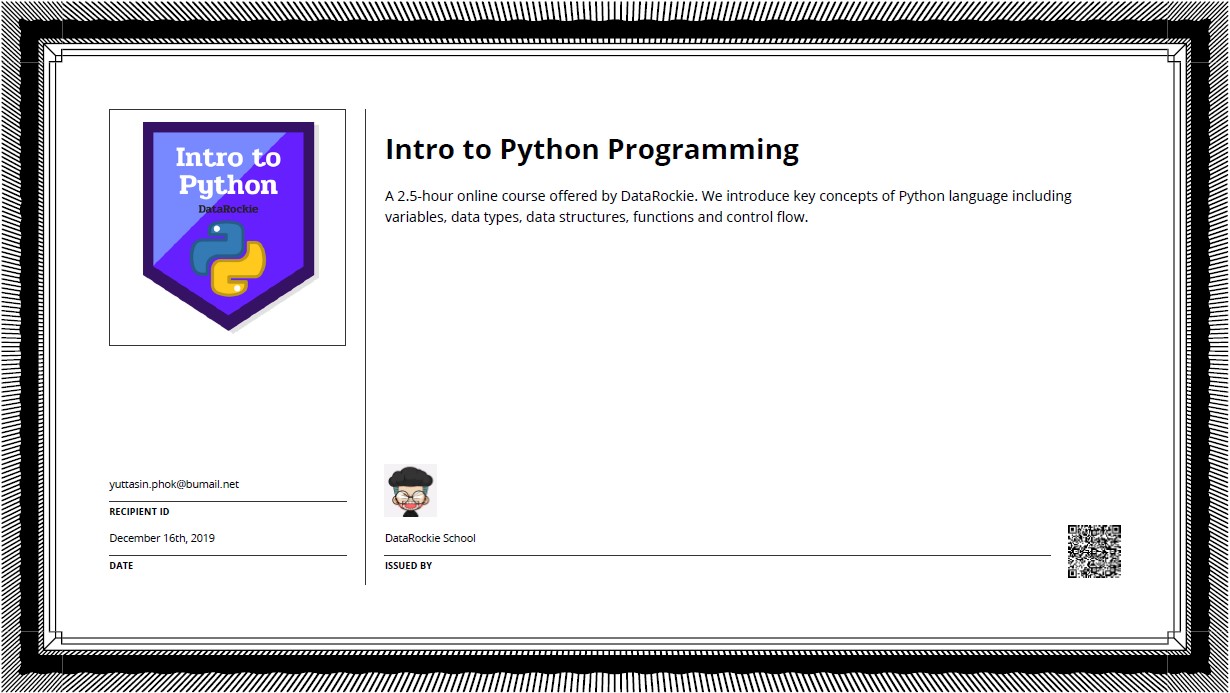 Intro to
Python
DataRockie
Intro to Python Programming
A 2.5-hour online course offered by DataRockie. We introduce key concepts of Python language including
variables, data types, data structures, functions and control flow.
yuttasin.phok@bumail.net
RECIPIENT ID
December 16th, 2019
DATE
DataRockie School
ISSUED BY